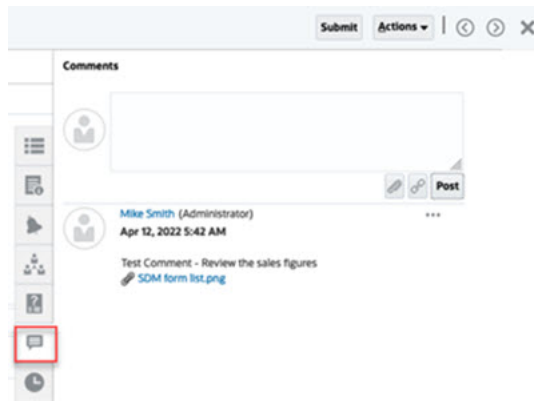 Submit Actions
Comments
Post
Mike Smith (Administrator)
Apr 12, 2022 5:42 AM
Test Comment - Review the sales figures
SDM form list.png